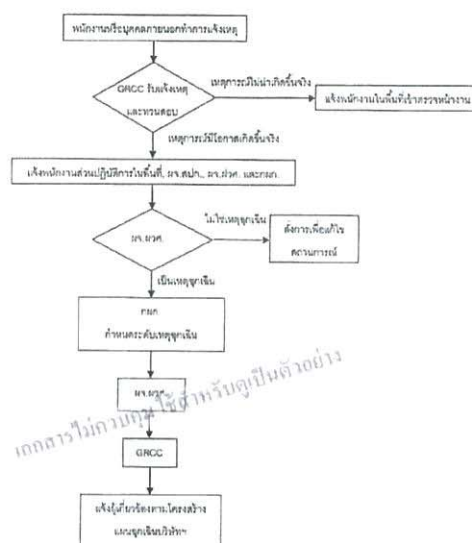 พนักงานหรือบุคคลภายนอกทำการแจ้งเหตุ
GRCC รับแจ้งเหตุ
และทวนสอบ
เหตุการณ์ไม่น่าเกิดขึ้นจริง
แจ้งพนักงานในพื้นที่เข้าตรวจหน้างาน
เหตุการณ์มีโอกาสเกิดขึ้นจริง
แจ้งพนักงานส่วนปฏิบัติการในพื้นที่, ผจ.สปก., ผจ.ฝวศ. และกผก.
ผจ.ฝวศ.
ไม่ใช่เหตุฉุกเฉิน
สั่งการเพื่อแก้ไข
สถานการณ์
เป็นเหตุฉุกเฉิน
กผก
กำหนดระดับเหตุฉุกเฉิน
ผจ.ฝวศ.
เอกสารไม่ควบคุม ใช้สำหรับดูเป็นตัวอย่าง
GRCC
แจ้งผู้เกี่ยวข้องตามโครงสร้าง
แผนฉุกเฉินบริษัทฯ